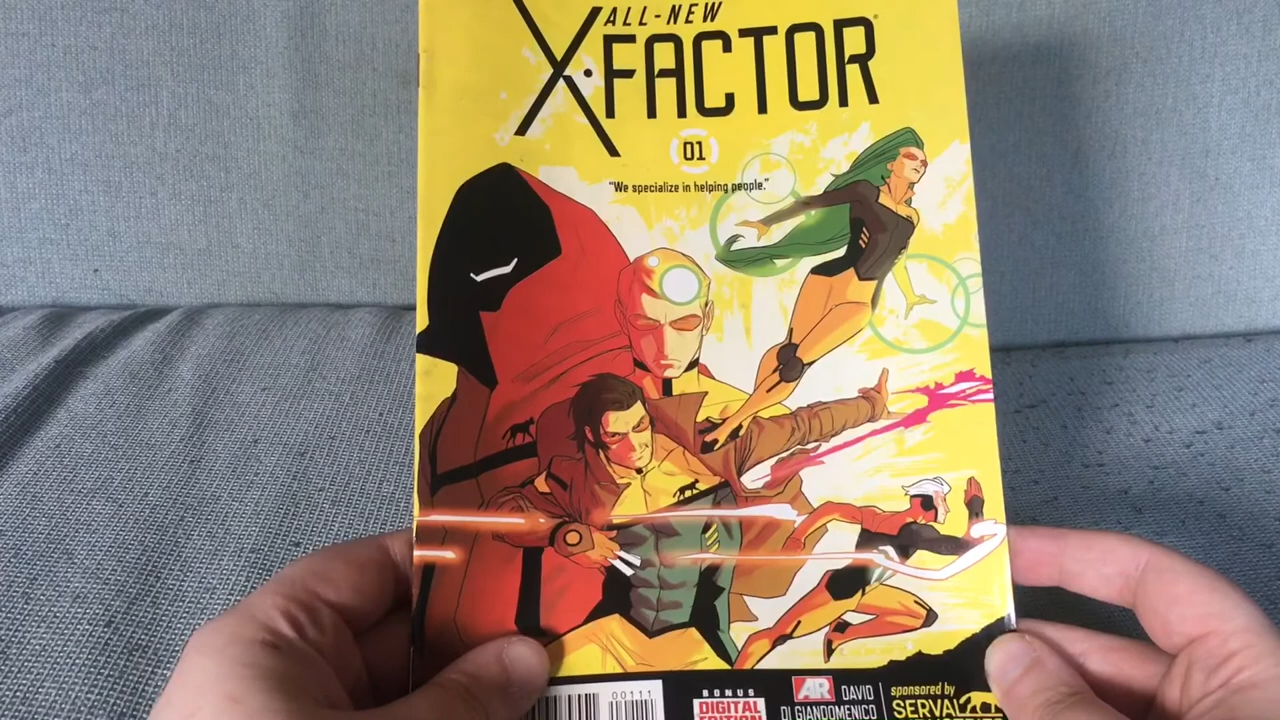 ALL-NEW
X-FACTOR
01
"We specialize in helping people."
00111
BONUS
DIGITAL
EDITION
AR
DAVID
DI GIANDOMENICO
sponsored by
SERVAL